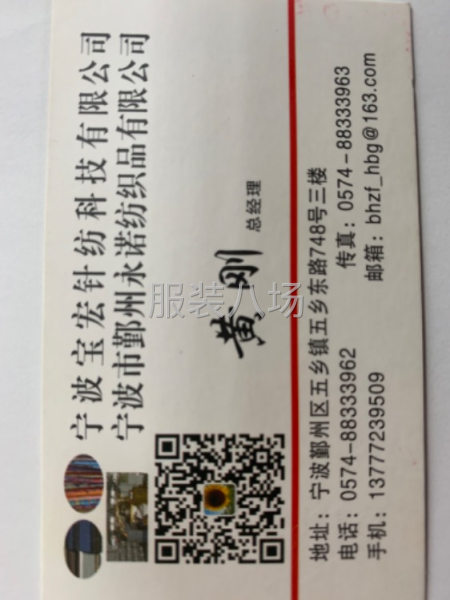 宁波宝宏针纺科技有限公司
宁波市鄞州永诺纺织品有限公司
黄刚
总经理
地址：宁波鄞州区五乡镇五乡东路748号三楼
电话：0574-88333962
传真：0574-88333963
手机：13777239509
邮箱：bhzf_hbg@163.com
服装八场